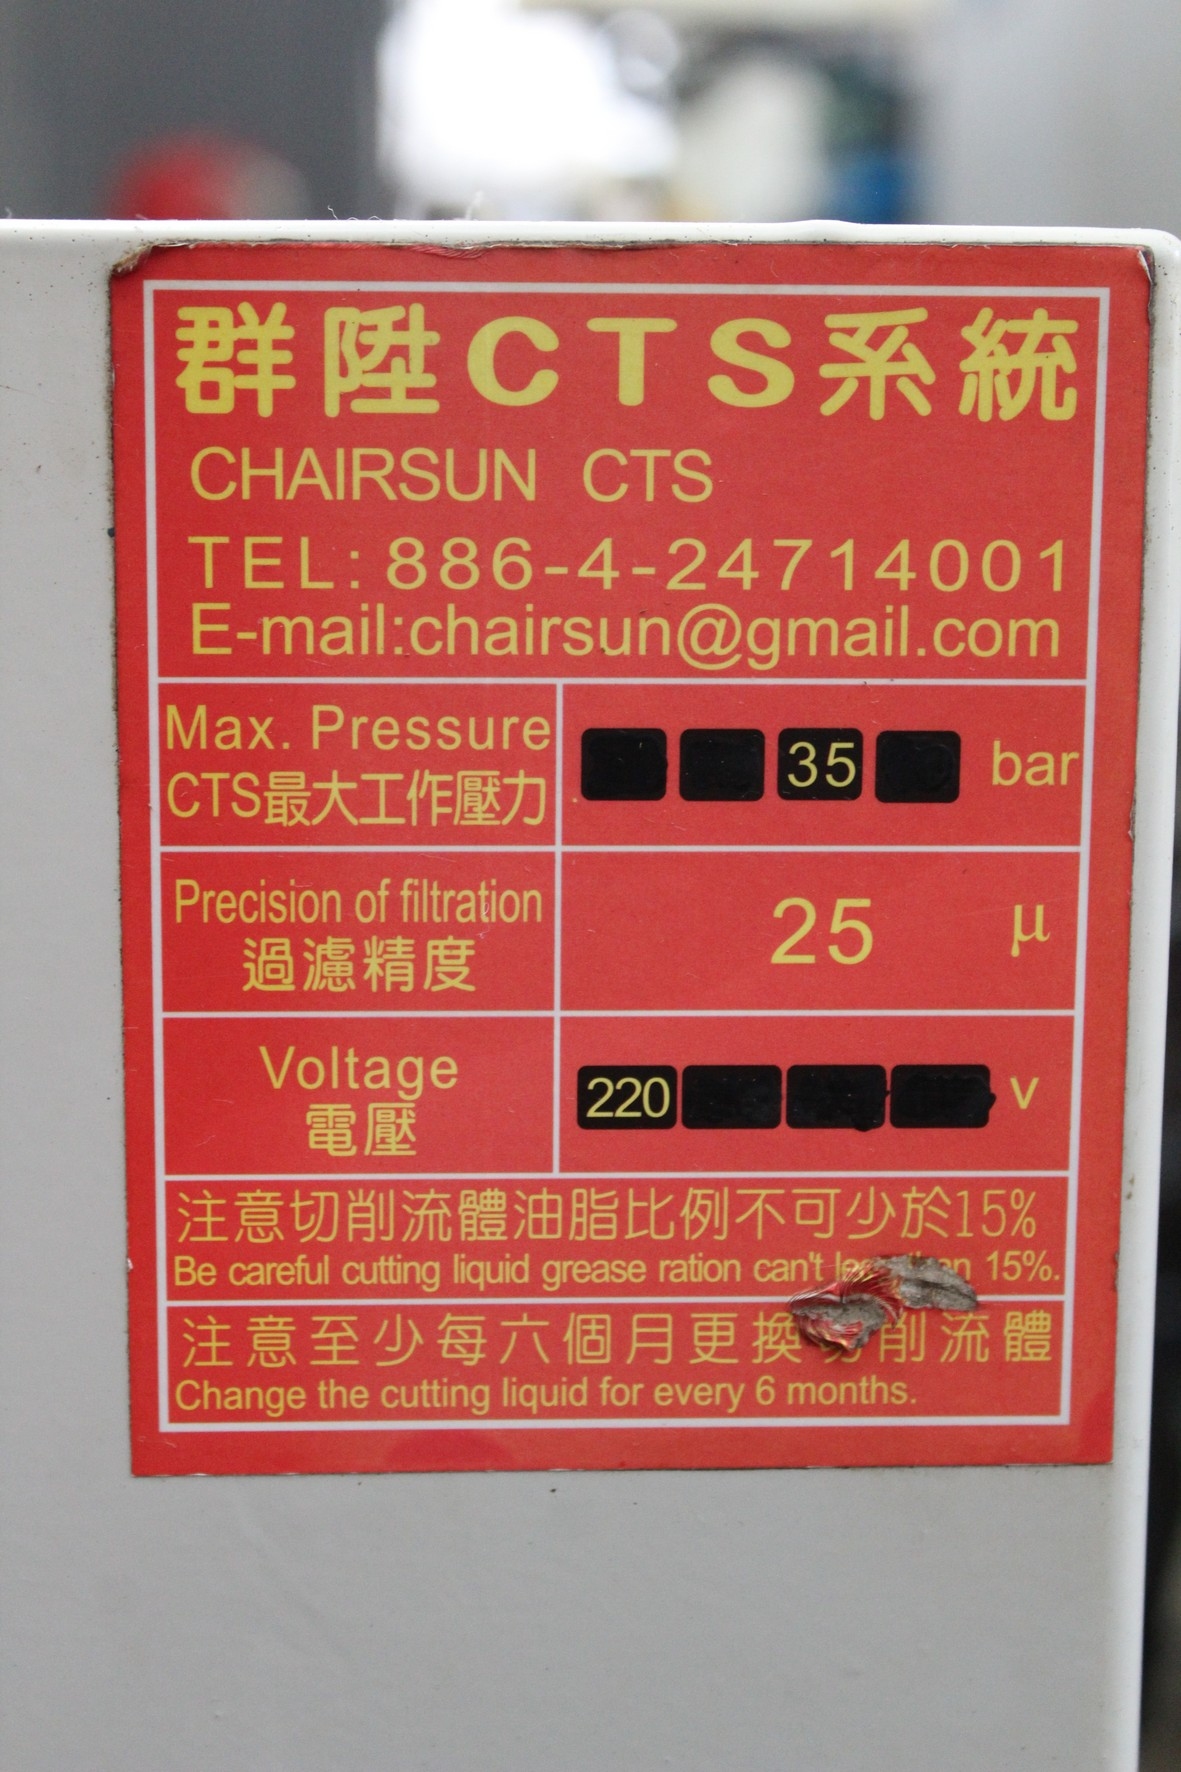 群陞CTS系統
CHAIRSUN CTS
TEL: 886-4-24714001
E-mail:chairsun@gmail.com
Max. Pressure
CTS最大工作壓力
35 bar
Precision of filtration
過濾精度
25 μ
Voltage
電壓
220 v
注意切削流體油脂比例不可少於15%
Be careful cutting liquid grease ration can't 15%.
注意至少每六個月更換削流體
Change the cutting liquid for every 6 months.